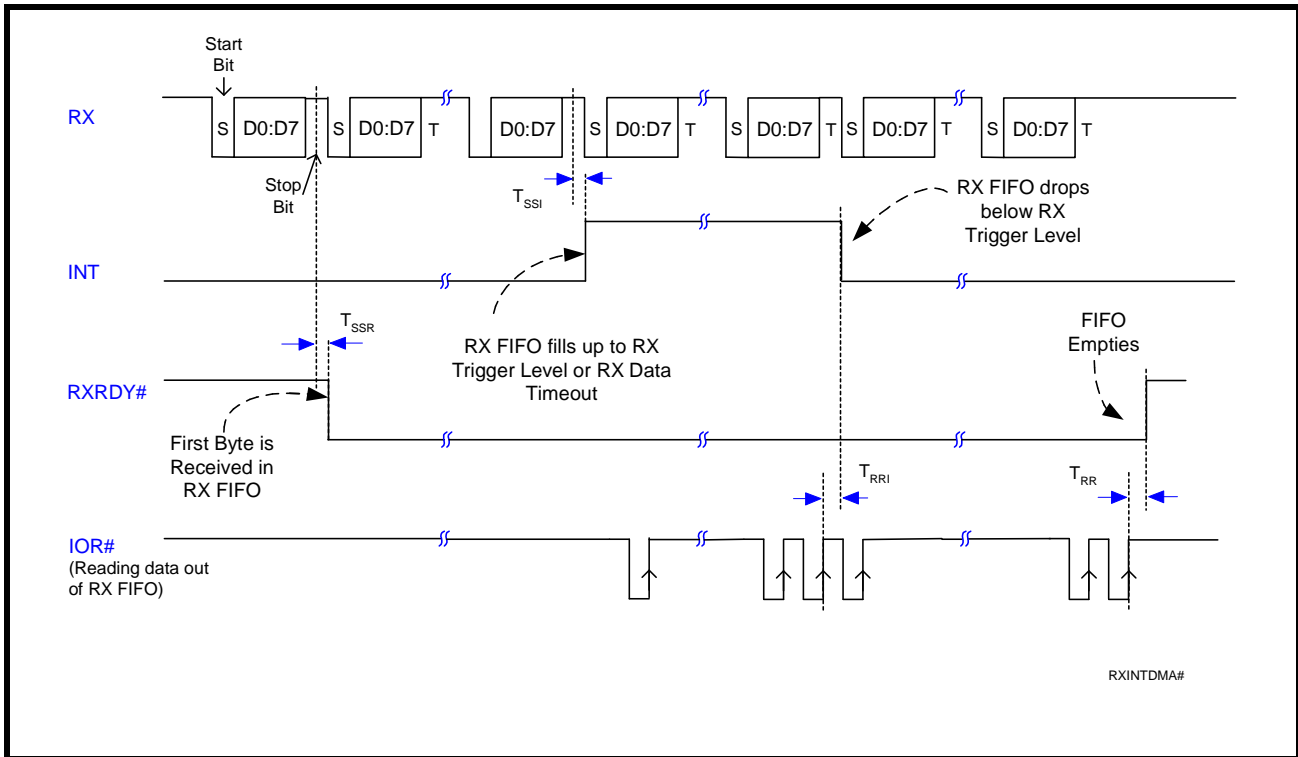 Start
Bit
RX
S D0:D7 S D0:D7 T D0:D7 S D0:D7 T S D0:D7 T S D0:D7 T S D0:D7 T
Stop
Bit
TSSI
RX FIFO drops
below RX
Trigger Level
INT
TSSR
RX FIFO fills up to RX
Trigger Level or RX Data
Timeout
FIFO
Empties
RXRDY#
First Byte is
Received in
RX FIFO
TRRI
TRR
IOR#
(Reading data out
of RX FIFO)
RXINTDMA#